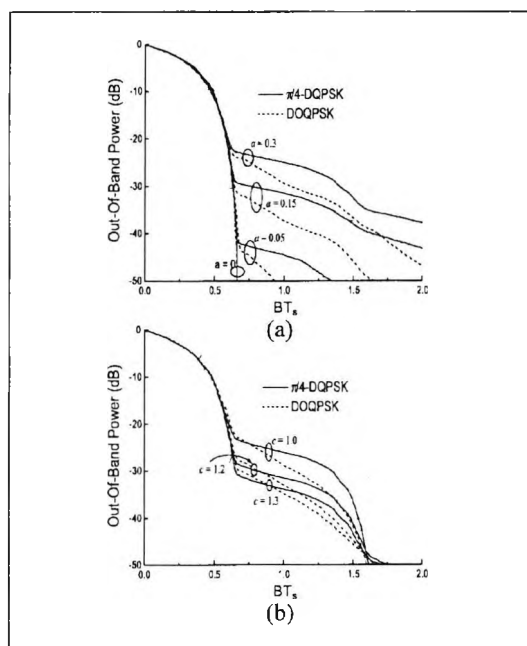 0
-10
-20
-30
-40
-50
Out-Of-Band Power (dB)
π/4-DQPSK
DOQPSK
a = 0.3
a = 0.15
a = 0.05
a = 0
0.0 0.5 1.0 1.5 2.0
BTs
(a)
0
-10
-20
-30
-40
-50
Out-Of-Band Power (dB)
π/4-DQPSK
DOQPSK
c = 1.0
c = 1.2
c = 1.3
0.0 0.5 1.0 1.5 2.0
BTs
(b)